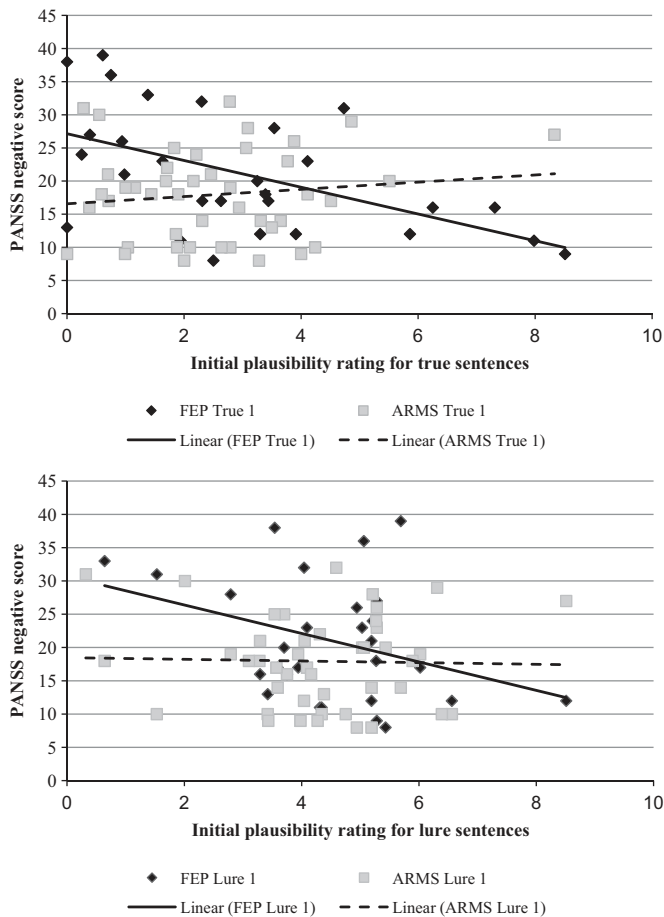 45
40
35
30
25
20
15
10
5
0
PANSS negative score
0 2 4 6 8 10
Initial plausibility rating for true sentences
FEP True 1 ARMS True 1
Linear (FEP True 1) Linear (ARMS True 1)
45
40
35
30
25
20
15
10
5
0
PANSS negative score
0 2 4 6 8 10
Initial plausibility rating for lure sentences
FEP Lure 1 ARMS Lure 1
Linear (FEP Lure 1) Linear (ARMS Lure 1)